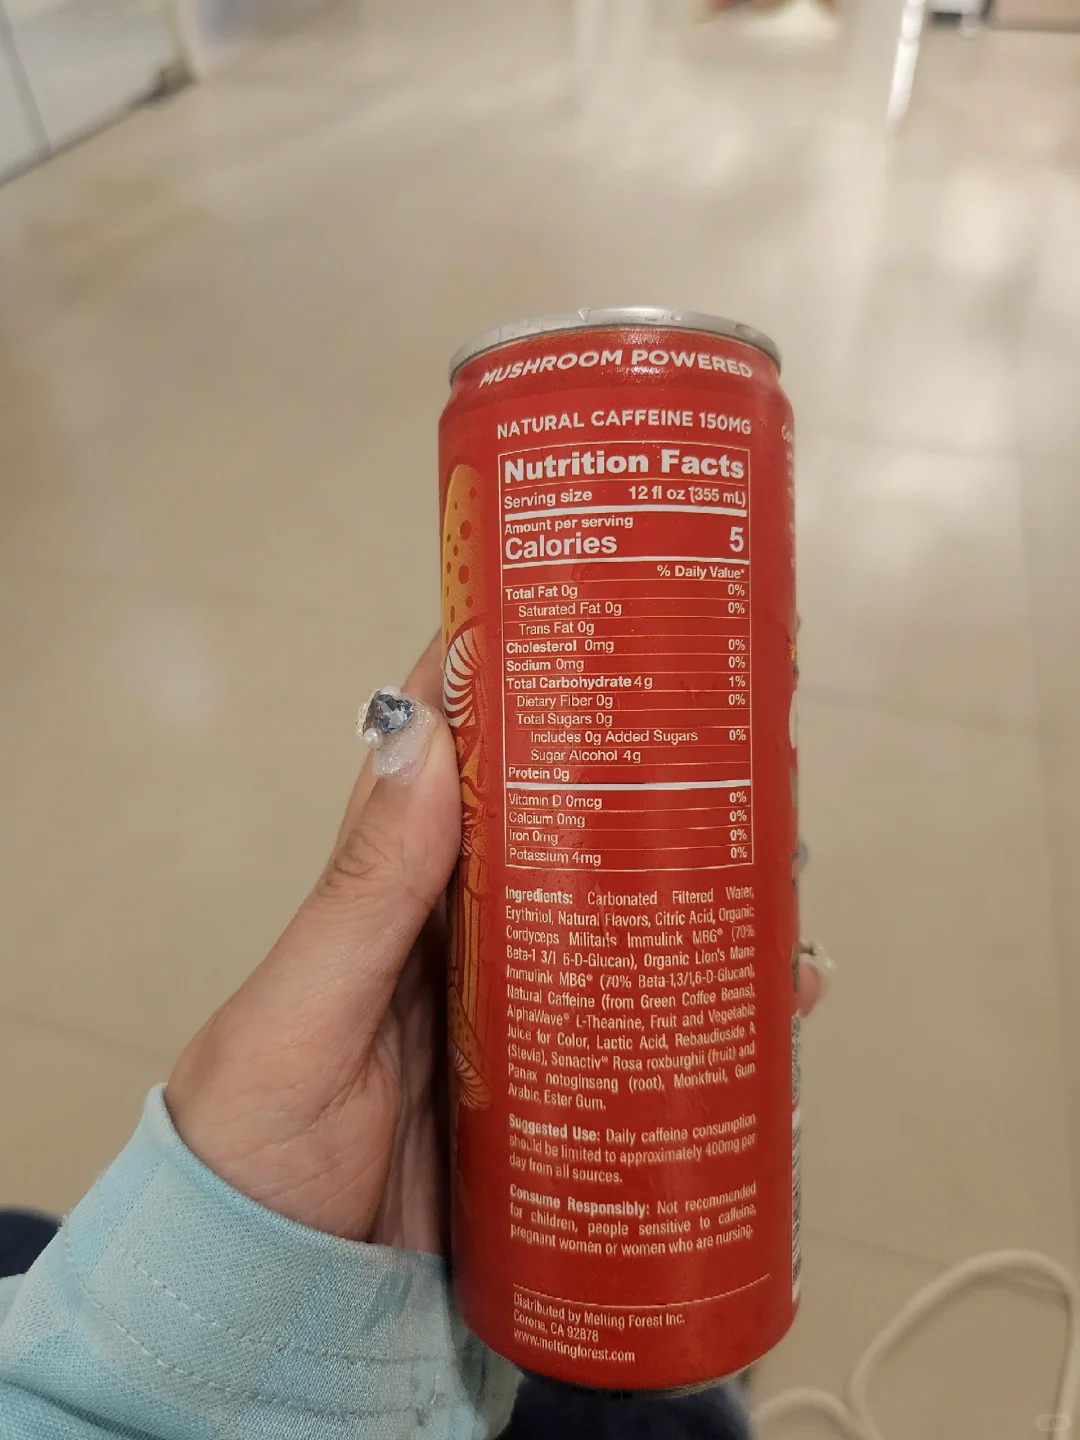 MUSHROOM POWERED
NATURAL CAFFEINE 150MG
Nutrition Facts
Serving size 12 fl oz (355 mL)
Amount per serving
Calories 5
% Daily Value*
Total Fat 0g 0%
Saturated Fat 0g 0%
Trans Fat 0g
Cholesterol 0mg 0%
Sodium 0mg 0%
Total Carbohydrate 4g 1%
Dietary Fiber 0g 0%
Total Sugars 0g
Includes 0g Added Sugars 0%
Sugar Alcohol 4g
Protein 0g
Vitamin D 0mcg 0%
Calcium 0mg 0%
Iron 0mg 0%
Potassium 4mg 0%
Ingredients: Carbonated Filtered Water,
Erythritol, Natural Flavors, Citric Acid, Organic
Cordyceps Militaris Immulink MBG® (70%
Beta-1 3/1 6-D-Glucan), Organic Lion's Mane
Immulink MBG® (70% Beta-1,3/1,6-D-Glucan),
Natural Caffeine (from Green Coffee Beans),
AlphaWave® L-Theanine, Fruit and Vegetable
Juice for Color, Lactic Acid, Rebaudioside A
(Stevia), Senactiv® Rosa roxburghii (fruit) and
Panax notoginseng (root), Monkfruit, Gum
Arabic, Ester Gum.
Suggested Use: Daily caffeine consumption
should be limited to approximately 400mg per
day from all sources.
Consume Responsibly: Not recommended
for children, people sensitive to caffeine,
pregnant women or women who are nursing.
Distributed by Melting Forest Inc.
Corona, CA 92878
www.meltingforest.com